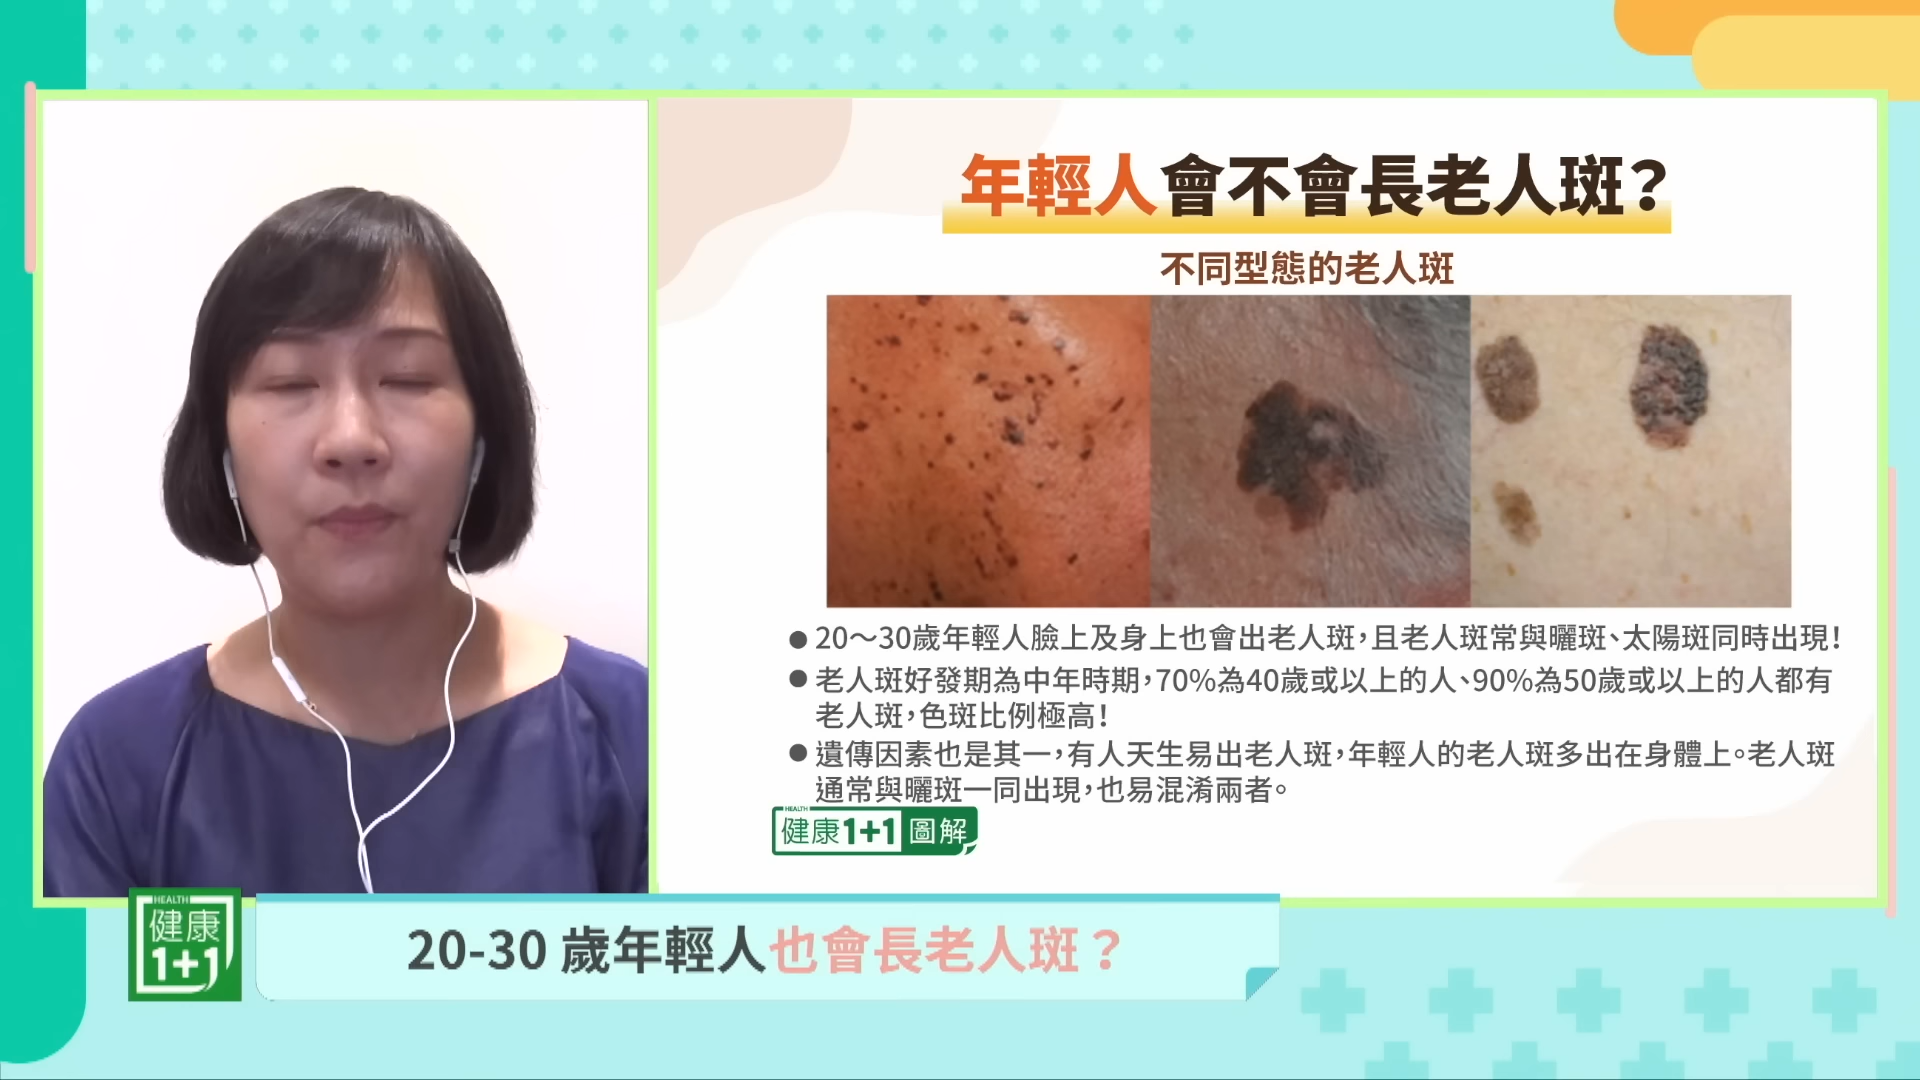 年輕人會不會長老人斑？
不同型態的老人斑
●20～30歲年輕人臉上及身上也會出老人斑，且老人斑常與曬斑、太陽斑同時出現！
●老人斑好發期為中年時期，70%為40歲或以上的人、90%為50歲或以上的人都有
老人斑，色斑比例極高！
●遺傳因素也是其一，有人天生易出老人斑，年輕人的老人斑多出在身體上。老人斑
通常與曬斑一同出現，也易混淆兩者。
HEALTH
健康1+1 圖解
HEALTH
健康
1+1
20-30 歲年輕人也會長老人斑？